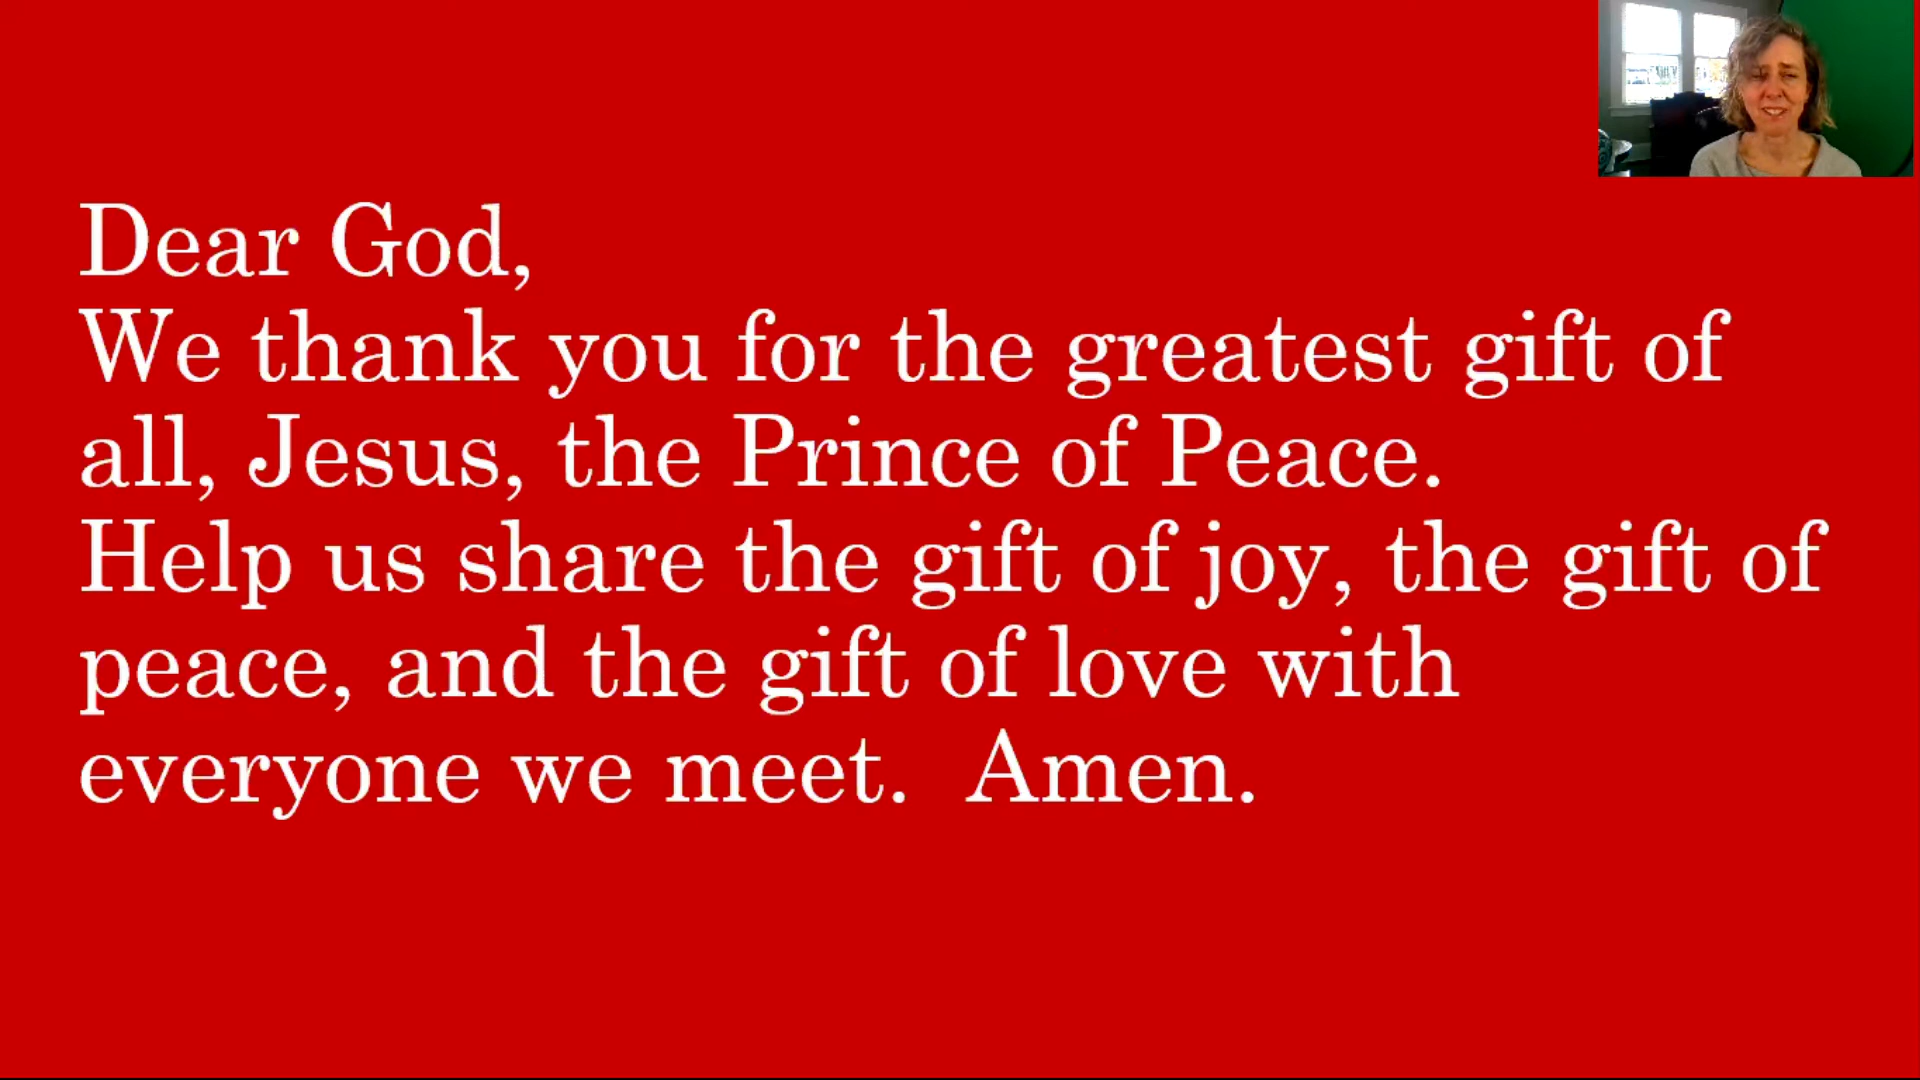 Dear God,
We thank you for the greatest gift of
all, Jesus, the Prince of Peace.
Help us share the gift of joy, the gift of
peace, and the gift of love with
everyone we meet.  Amen.